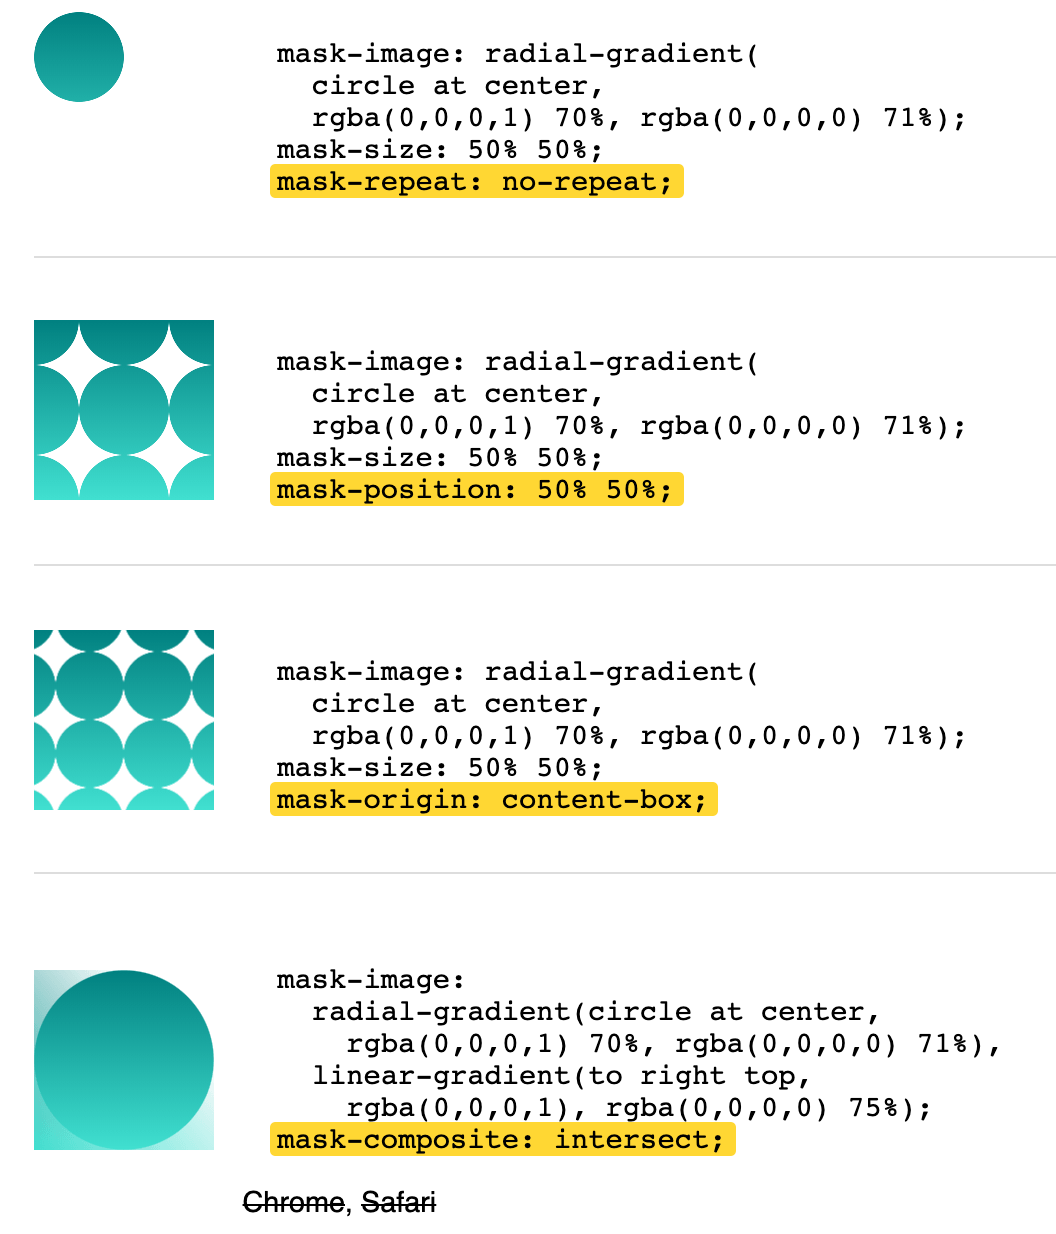 mask-image: radial-gradient(
circle at center,
rgba(0,0,0,1) 70%, rgba(0,0,0,0) 71%);
mask-size: 50% 50%;
mask-repeat: no-repeat;
mask-image: radial-gradient(
circle at center,
rgba(0,0,0,1) 70%, rgba(0,0,0,0) 71%);
mask-size: 50% 50%;
mask-position: 50% 50%;
mask-image: radial-gradient(
circle at center,
rgba(0,0,0,1) 70%, rgba(0,0,0,0) 71%);
mask-size: 50% 50%;
mask-origin: content-box;
mask-image:
radial-gradient(circle at center,
rgba(0,0,0,1) 70%, rgba(0,0,0,0) 71%),
linear-gradient(to right top,
rgba(0,0,0,1), rgba(0,0,0,0) 75%);
mask-composite: intersect;
Chrome, Safari